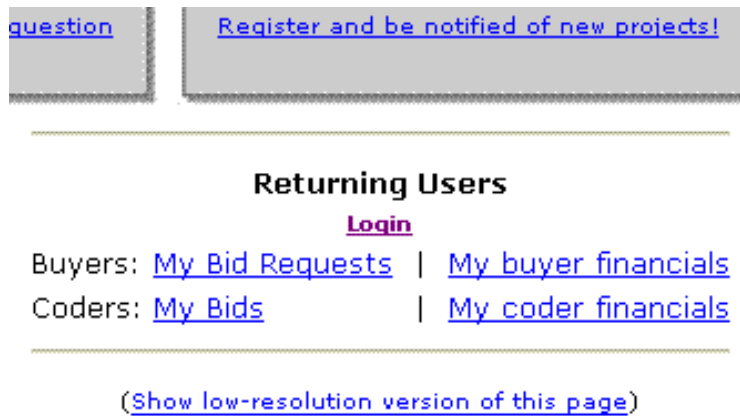 question
Register and be notified of new projects!
Returning Users
Login
Buyers: My Bid Requests | My buyer financials
Coders: My Bids | My coder financials
(Show low-resolution version of this page)